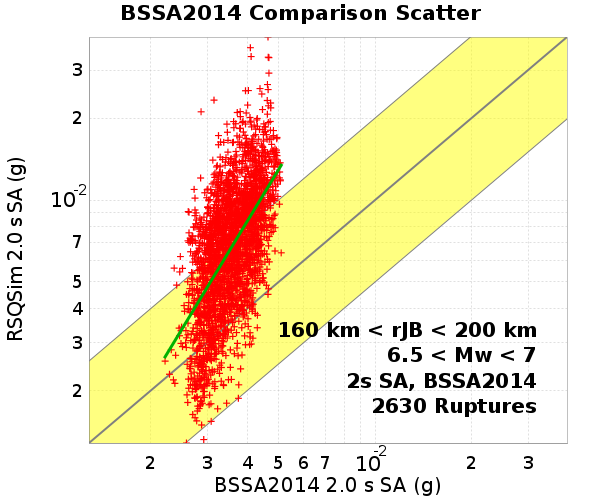 BSSA2014 Comparison Scatter
RSQSim 2.0 s SA (g)
3
2
10-2
7
5
4
3
2
160 km < rJB < 200 km
6.5 < Mw < 7
2s SA, BSSA2014
2630 Ruptures
2 3 4 5 6 7 10-2 2 3
BSSA2014 2.0 s SA (g)